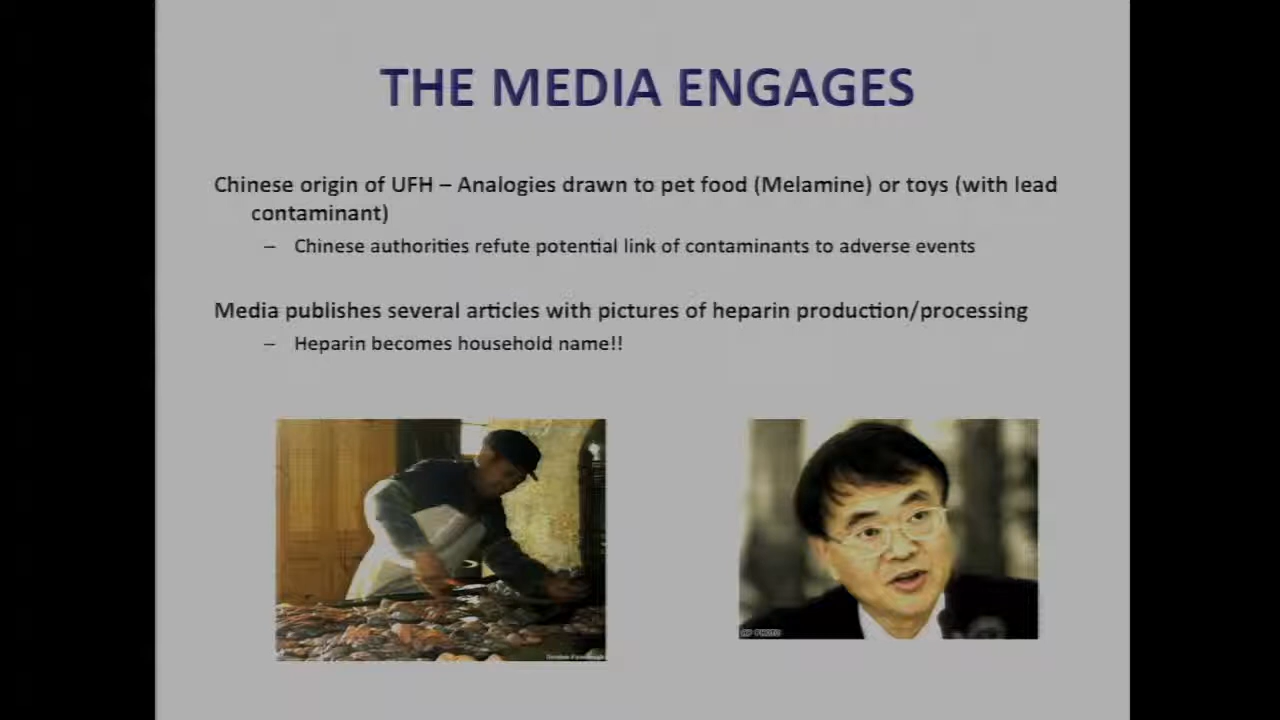 THE MEDIA ENGAGES
Chinese origin of UFH – Analogies drawn to pet food (Melamine) or toys (with lead
contaminant)
– Chinese authorities refute potential link of contaminants to adverse events
Media publishes several articles with pictures of heparin production/processing
– Heparin becomes household name!!
AP PHOTO